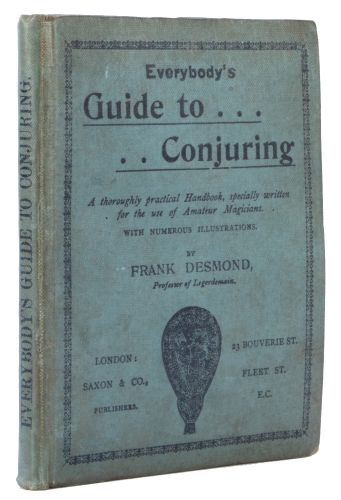 EVERYBODY'S GUIDE TO CONJURING.
Everybody's
Guide to . . .
. . Conjuring
A thoroughly practical Handbook, specially written
for the use of Amateur Magicians. .
WITH NUMEROUS ILLUSTRATIONS.
BY
FRANK DESMOND,
Professor of Legerdemain.
LONDON:
SAXON & CO.,
PUBLISHERS.
23 BOUVERIE ST.
FLEET ST.
E.C.